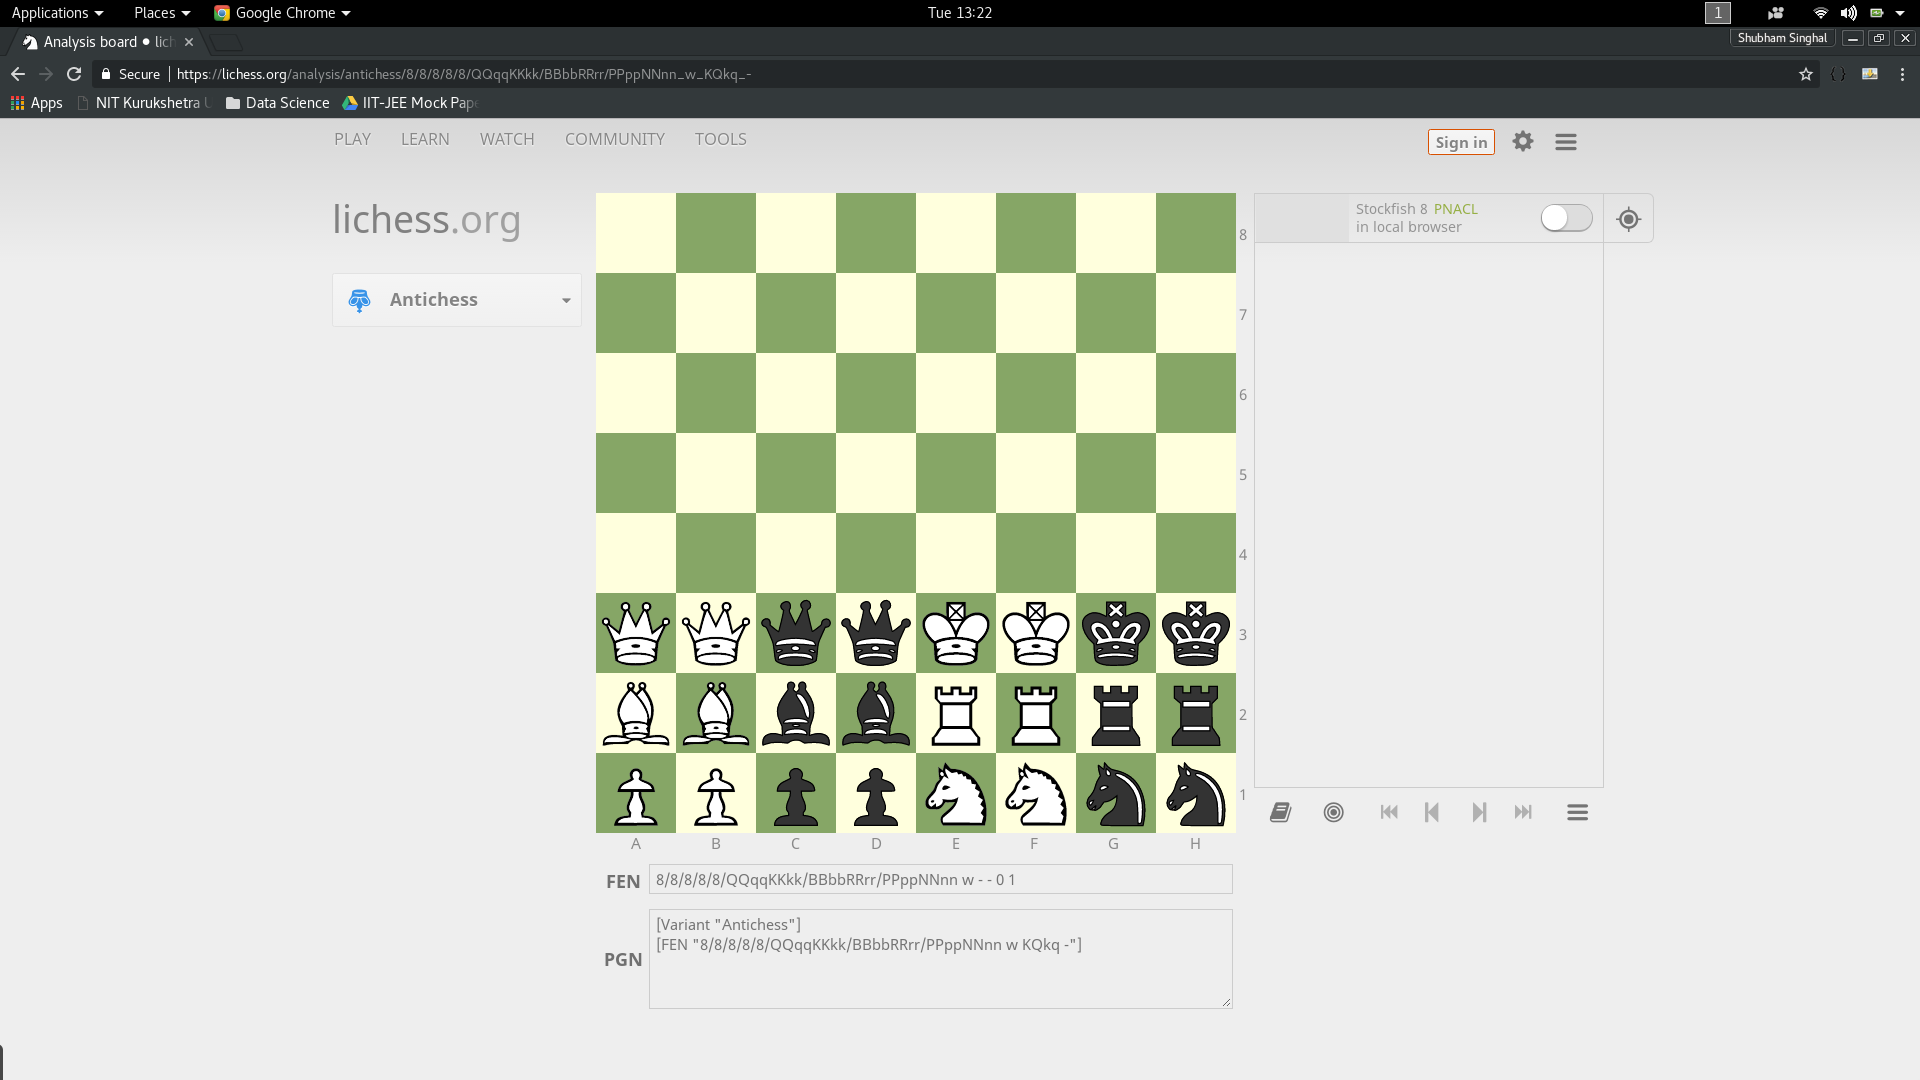 Applications Places Google Chrome Tue 13:22 1
Analysis board • lich Shubham Singhal
Secure https://lichess.org/analysis/antichess/8/8/8/8/8/QQqqKKkk/BBbbRRrr/PPppNNnn_w_KQkq_-
Apps NIT Kurukshetra U Data Science IIT-JEE Mock Pape
PLAY LEARN WATCH COMMUNITY TOOLS Sign in
lichess.org
Antichess
Stockfish 8 PNACL
in local browser
8
7
6
5
4
3
2
1
A B C D E F G H
FEN 8/8/8/8/8/QQqqKKkk/BBbbRRrr/PPppNNnn w - - 0 1
PGN [Variant "Antichess"]
[FEN "8/8/8/8/8/QQqqKKkk/BBbbRRrr/PPppNNnn w KQkq -"]